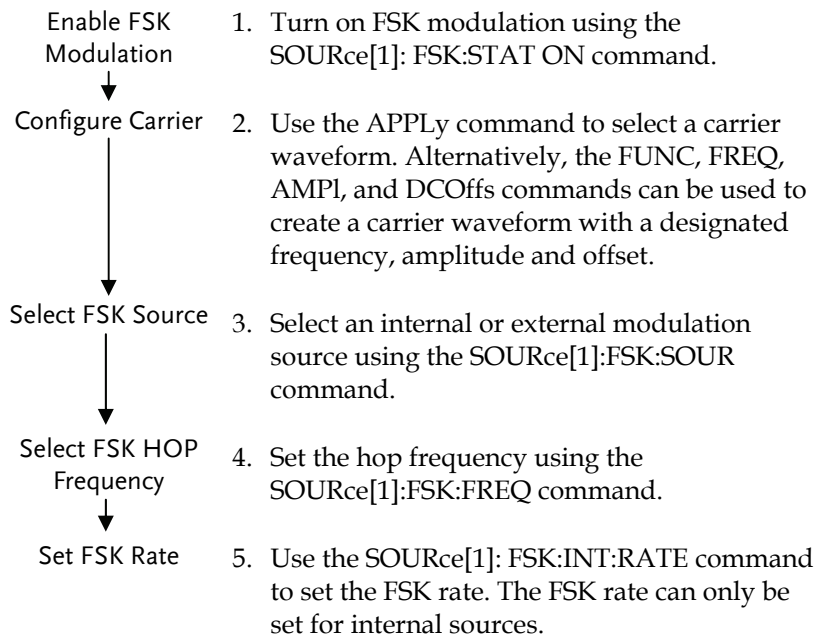 Enable FSK
Modulation
1. Turn on FSK modulation using the
SOURce[1]: FSK:STAT ON command.
Configure Carrier
2. Use the APPLy command to select a carrier
waveform. Alternatively, the FUNC, FREQ,
AMPl, and DCOffs commands can be used to
create a carrier waveform with a designated
frequency, amplitude and offset.
Select FSK Source
3. Select an internal or external modulation
source using the SOURce[1]:FSK:SOUR
command.
Select FSK HOP
Frequency
4. Set the hop frequency using the
SOURce[1]:FSK:FREQ command.
Set FSK Rate
5. Use the SOURce[1]: FSK:INT:RATE command
to set the FSK rate. The FSK rate can only be
set for internal sources.